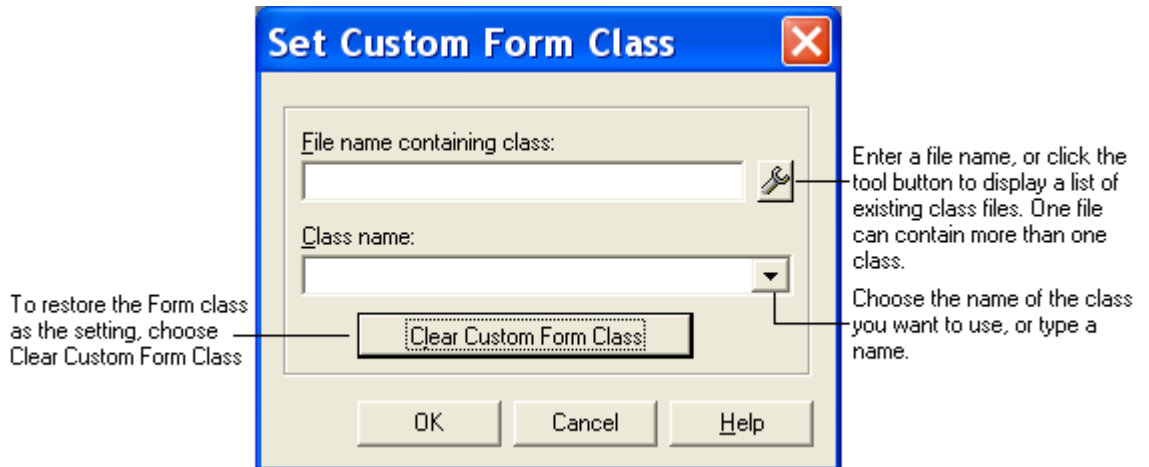 Set Custom Form Class
File name containing class:
Enter a file name, or click the
tool button to display a list of
existing class files. One file
can contain more than one
class.
Class name:
Choose the name of the class
you want to use, or type a
name.
To restore the Form class
as the setting, choose
Clear Custom Form Class
Clear Custom Form Class
OK
Cancel
Help